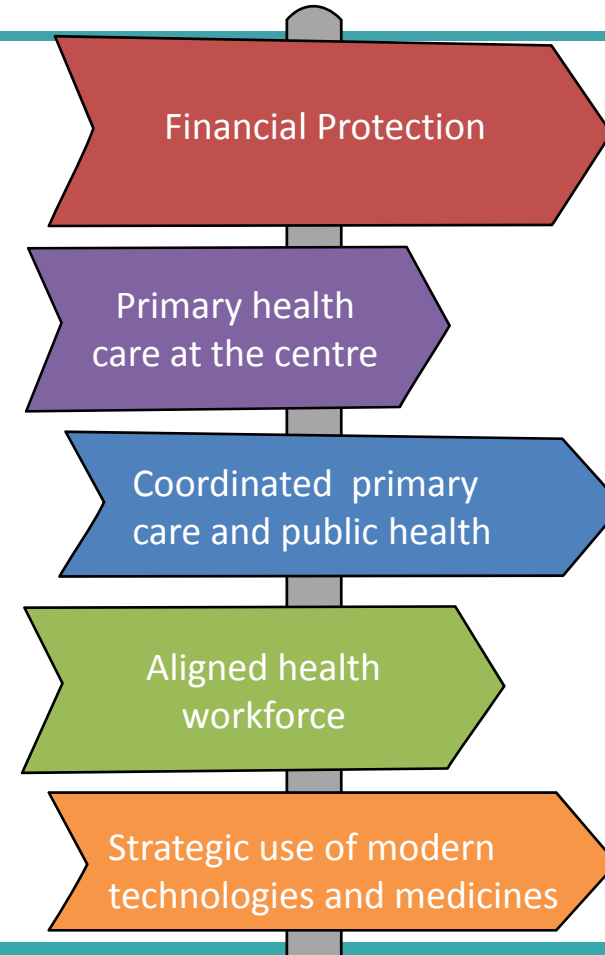 Financial Protection
Primary health
care at the centre
Coordinated  primary
care and public health
Aligned health
workforce
Strategic use of modern
technologies and medicines